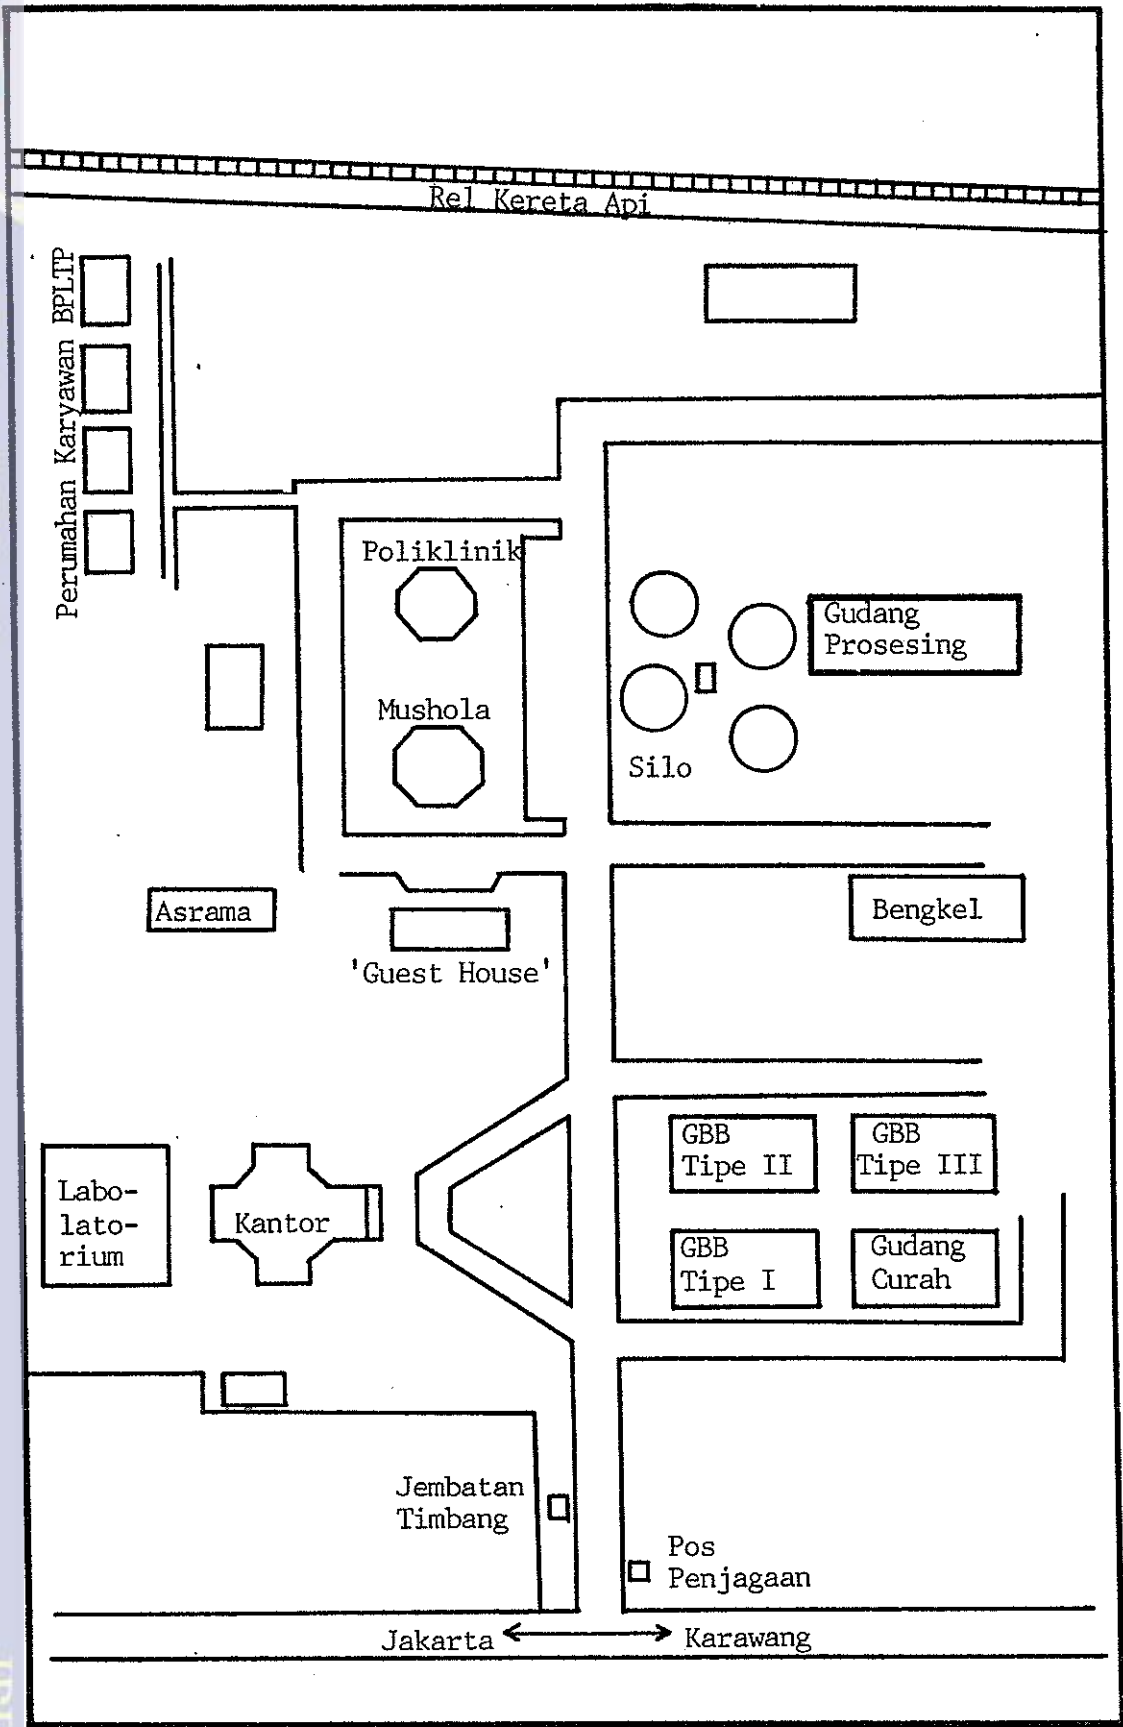 Rel Kereta Api
Perumahan Karyawan BPLTP
Poliklinik
Gudang
Prosesing
Mushola
Silo
Asrama
Bengkel
'Guest House'
GBB
Tipe II
GBB
Tipe III
Labo-
lato-
rium
Kantor
GBB
Tipe I
Gudang
Curah
Jembatan
Timbang
Pos
Penjagaan
Jakarta
Karawang